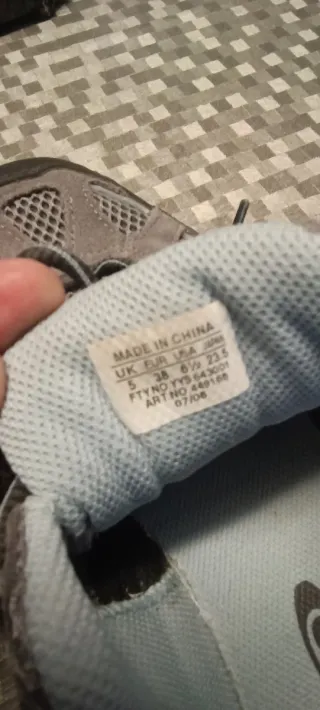 MADE IN CHINA
UK EUR USA JAPAN
5 38 6½ 23.5
FTY NO YYS 643001
ART NO 449168
07/06